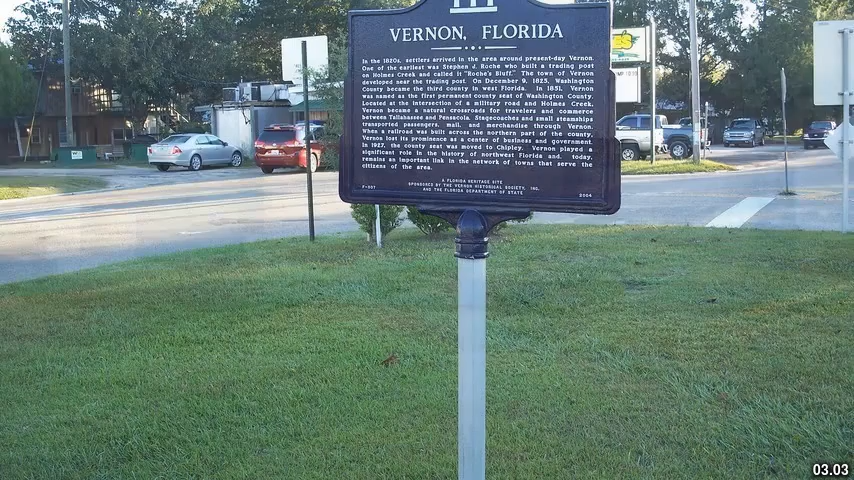 VERNON, FLORIDA
In the 1820s, settlers arrived in the area around present-day Vernon.
One of the earliest was Stephen J. Roche who built a trading post
on Holmes Creek and called it "Roche's Bluff." The town of Vernon
developed near the trading post. On December 9, 1825, Washington
County became the third county in west Florida. In 1851, Vernon
was named as the first permanent county seat of Washington County.
Located at the intersection of a military road and Holmes Creek,
Vernon became a natural crossroads for travelers and commerce
between Tallahassee and Pensacola. Stagecoaches and small steamships
transported passengers, mail, and merchandise through Vernon.
When a railroad was built across the northern part of the county,
Vernon lost its prominence as a center of business and government.
In 1927, the county seat was moved to Chipley. Vernon played a
significant role in the history of northwest Florida and, today,
remains an important link in the network of towns that serve the
citizens of the area.
A FLORIDA HERITAGE SITE
SPONSORED BY THE VERNON HISTORICAL SOCIETY, INC.
AND THE FLORIDA DEPARTMENT OF STATE
F-507 2004
03.03